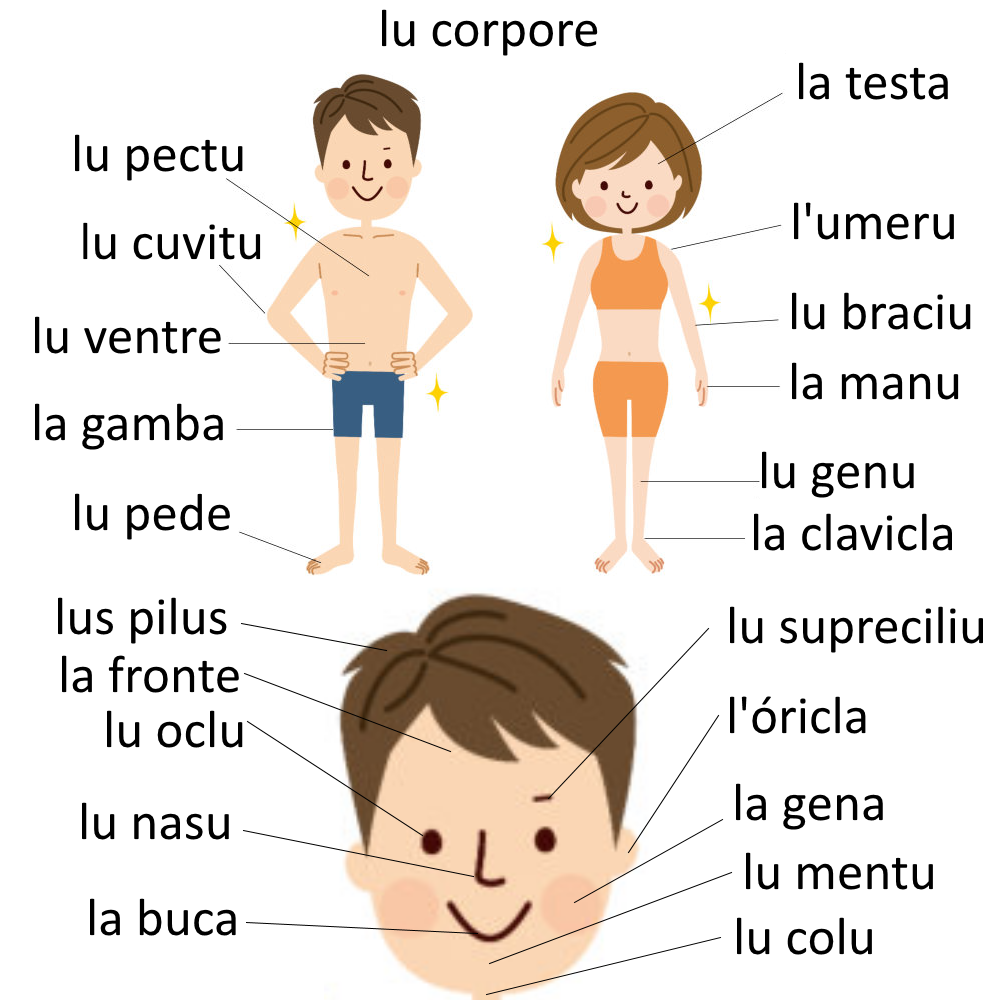 lu corpore
la testa
lu pectu
l'umeru
lu cuvitu
lu braciu
lu ventre
la manu
la gamba
lu genu
lu pede
la clavicla
lus pilus
lu supreciliu
la fronte
l'óricla
lu oclu
la gena
lu nasu
lu mentu
la buca
lu colu